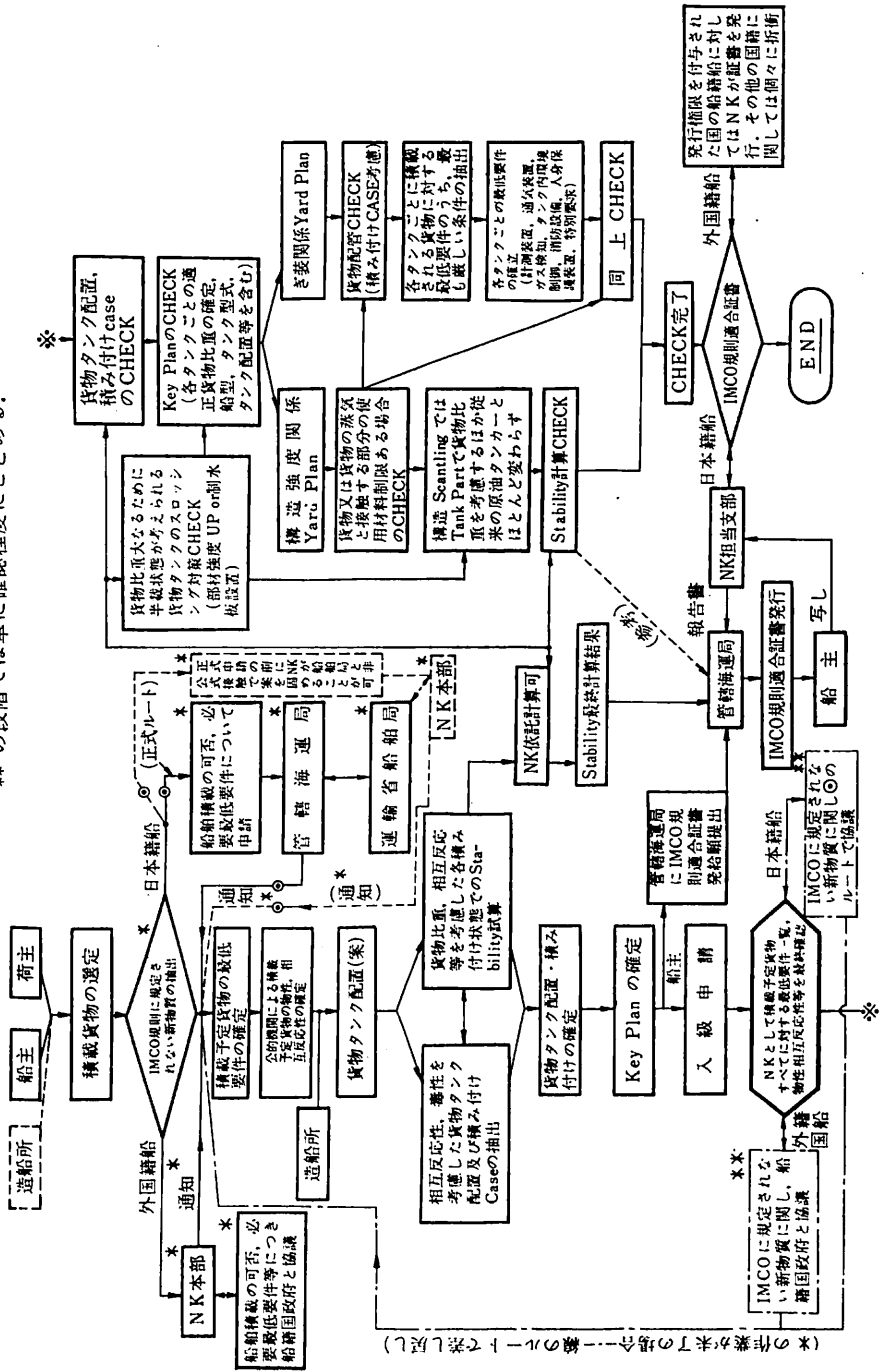 ** の段階では単に確認程度にとどめる.
造船所
船主
荷主
積載貨物の選定
IMCO規則に規定さ
れない新物質の抽出
外国籍船
*
通知
*
NK本部
*
船舶積載の可否, 必
要最低要件等につき
船籍国政府と協議
日本籍船
*
(正式ルート)
*
船舶積載の可否, 必
要最低要件について
申請
*
管轄海運局
*
運輸省船舶局
*
正式申請の前にNKが船舶局と非
公式接触で案を固めることが可
*
NK本部
通知
*
(通知)
*
積載予定貨物の最低
要件の確定
公的機関による積載
予定貨物の物性, 相
互反応性の確定
造船所
貨物タンク配置(案)
相互反応性, 毒性を
考慮した貨物タンク
配置及び積み付け
Caseの抽出
貨物比重, 相互反応性
等を考慮した各積み
付け状態でのSta-
bility試算
貨物タンク配置・積み
付けの確定
Key Planの確定
船主
入級申請
管轄海運局
にIMCO規
則適合証書
発給願提出
NKとして積載予定貨物
すべてに対する最低要件一覧,
物性相互反応性等を最終確認
外国
籍船
日本籍船
**
IMCOに規定されな
い新物質に関し, 船
籍国政府と協議
**
IMCOに規定されな
い新物質に関し◎の
ルートで協議
※
※
貨物タンク配置,
積み付けcase
のCHECK
Key PlanのCHECK
(各タンクごとの適
正貨物比重の確定,
船型, タンク型式,
タンク配置等を含む)
貨物比重大なるために
半載状態が考えられる
貨物タンクのスロッシ
ング対策CHECK
(部材強度UP or制水
板設置)
構造強度関係
Yard Plan
ぎ装関係Yard Plan
貨物又は貨物の蒸気
と接触する部分の使
用材料制限ある場合
のCHECK
貨物配管CHECK
(積み付けCASE考慮)
構造Scantlingでは
Tank Partで貨物比
重を考慮するほか従
来の原油タンカーと
ほとんど変わらず
各タンクごとに積載
される貨物に対する
最低要件のうち, 最
も厳しい条件の抽出
各タンクごとの最低要件
の確立
(計測装置, 通気装置,
ガス検知, タンク内環境
制御, 消防設備, 人身保
護装置, 特別要求)
Stability計算CHECK
同上CHECK
NK依託計算可
Stability最終計算結果
CHECK完了
IMCO規則適合証書
日本籍船
外国籍船
発行権限を付与され
た国の船籍船に対し
てはNKが証書を発
行. その他の国籍に
関しては個々に折衝
END
NK担当支部
報告書
管轄海運局
IMCO規則適合証書発行
写し
船主